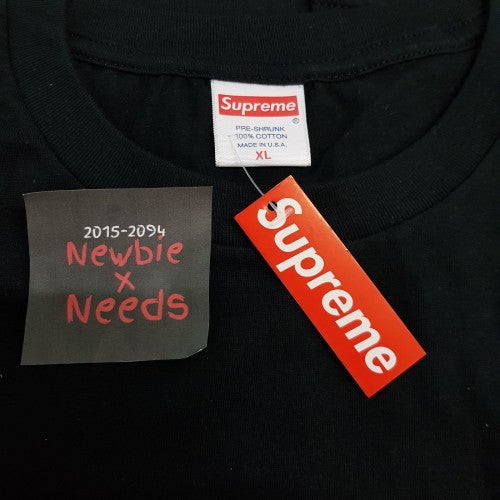 Supreme
®
PRE-SHRUNK
100% COTTON
MADE IN U.S.A.
XL
2015-2094
Newbie
x
Needs
Supreme